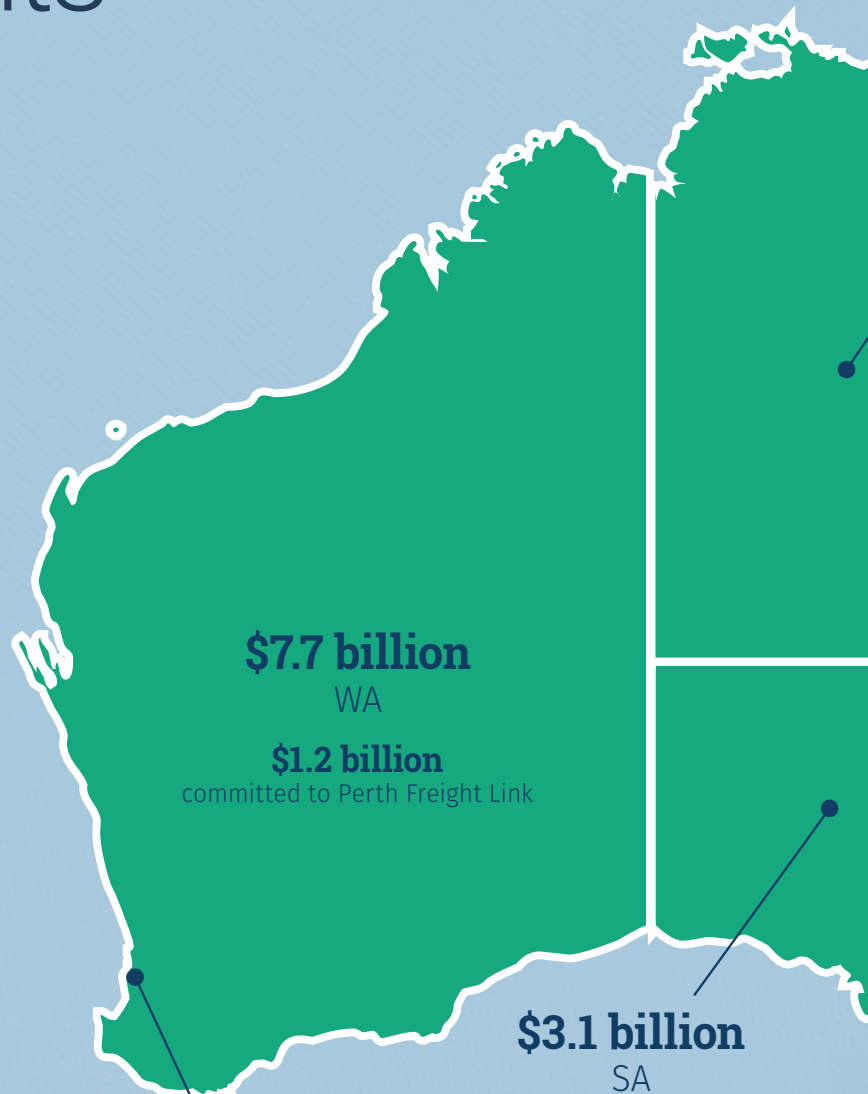 $7.7 billion
WA
$1.2 billion
committed to Perth Freight Link
$3.1 billion
SA